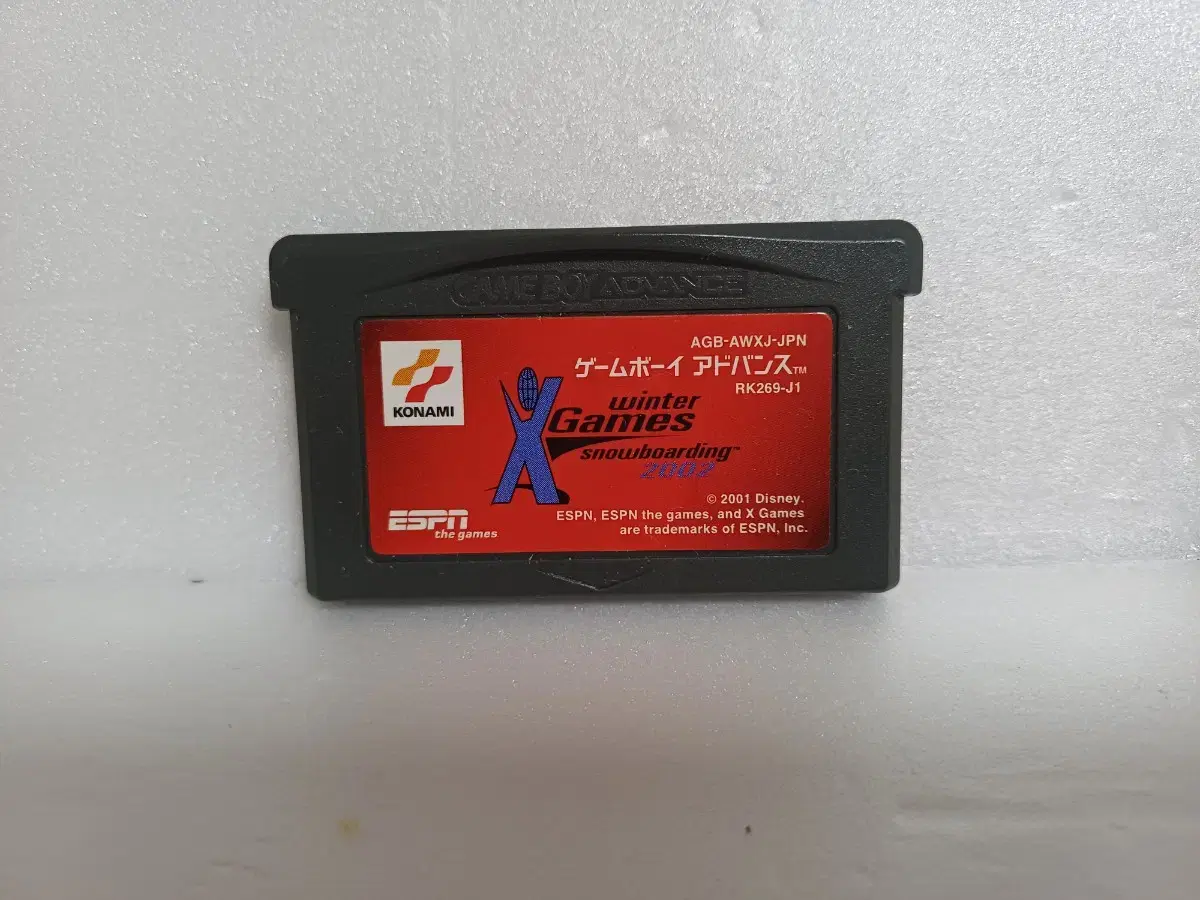 GAME BOY ADVANCE
AGB-AWXJ-JPN
ゲームボーイ アドバンス™
RK269-J1
KONAMI
winter
X Games
snowboarding™
2002
© 2001 Disney.
ESPN, ESPN the games, and X Games
are trademarks of ESPN, Inc.
ESPN
the games